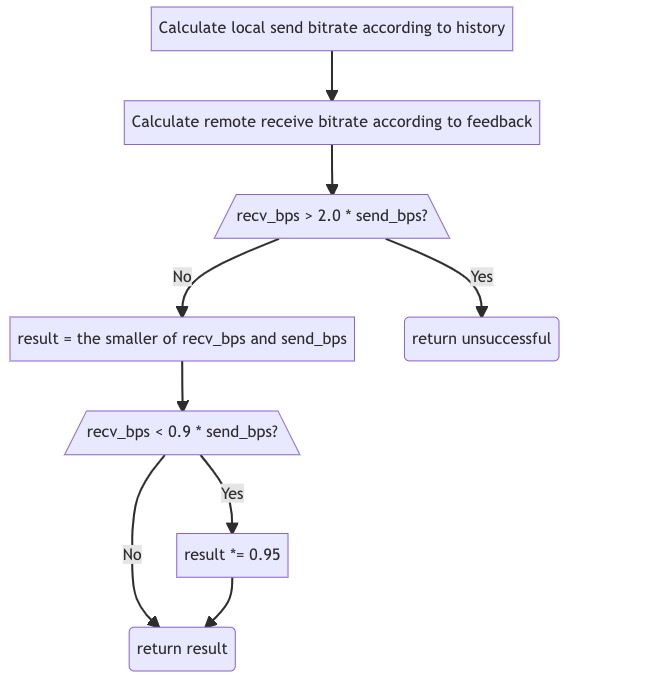 Calculate local send bitrate according to history
Calculate remote receive bitrate according to feedback
recv_bps > 2.0 * send_bps?
No
Yes
result = the smaller of recv_bps and send_bps
return unsuccessful
recv_bps < 0.9 * send_bps?
Yes
No
result *= 0.95
return result